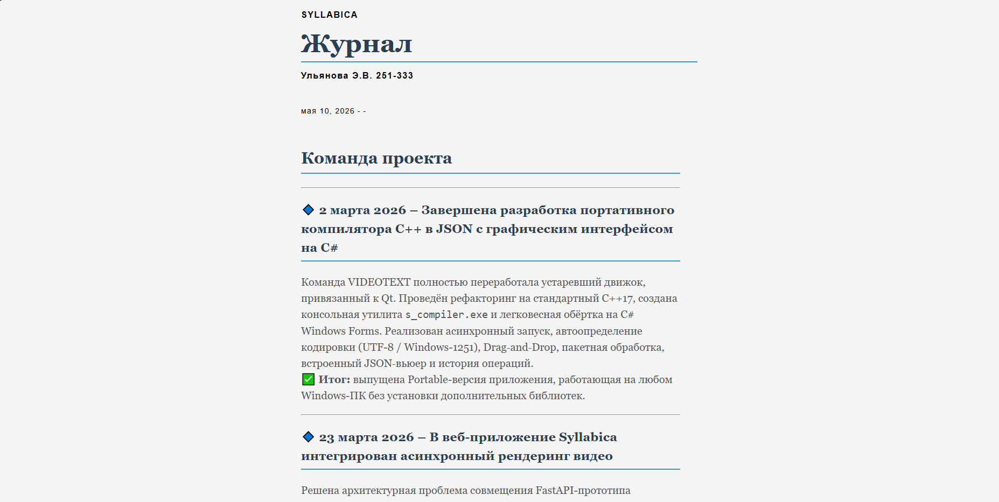 SYLLABICA
Журнал
Ульянова Э.В. 251-333
мая 10, 2026 - -
Команда проекта
🔷 2 марта 2026 – Завершена разработка портативного
компилятора C++ в JSON с графическим интерфейсом
на C#
Команда VIDEOTEXT полностью переработала устаревший движок,
привязанный к Qt. Проведён рефакторинг на стандартный C++17, создана
консольная утилита s_compiler.exe и легковесная обёртка на C#
Windows Forms. Реализован асинхронный запуск, автоопределение
кодировки (UTF-8 / Windows-1251), Drag-and-Drop, пакетная обработка,
встроенный JSON-вьюер и история операций.
✅ Итог: выпущена Portable-версия приложения, работающая на любом
Windows-ПК без установки дополнительных библиотек.
🔷 23 марта 2026 – В веб-приложение Syllabica
интегрирован асинхронный рендеринг видео
Решена архитектурная проблема совмещения FastAPI-прототипа